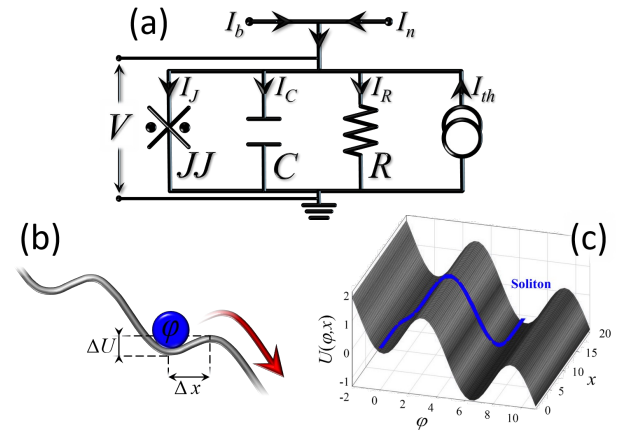 (a)
I_b I_n
I_J I_C I_R I_th
V JJ C R
(b) (c)
φ
ΔU
Δx
Soliton
U(φ,x)
2
1
0
-1
-2 0 2 4 6 8 10
φ
0 5 10 15 20
x